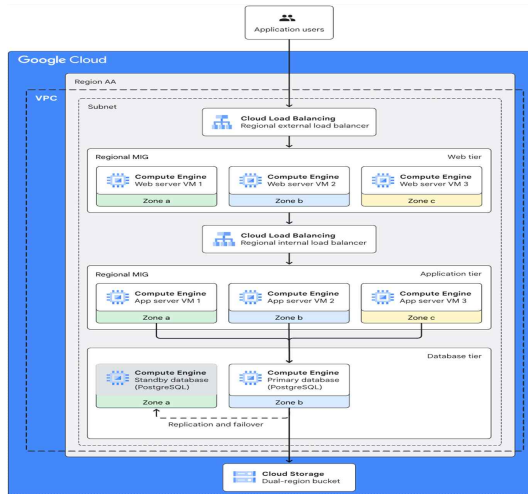 Application users
Google Cloud
Region AA
VPC
Subnet
Cloud Load Balancing
Regional external load balancer
Regional MIG
Web tier
Compute Engine
Web server VM 1
Zone a
Compute Engine
Web server VM 2
Zone b
Compute Engine
Web server VM 3
Zone c
Cloud Load Balancing
Regional internal load balancer
Regional MIG
Application tier
Compute Engine
App server VM 1
Zone a
Compute Engine
App server VM 2
Zone b
Compute Engine
App server VM 3
Zone c
Database tier
Compute Engine
Standby database
(PostgreSQL)
Zone a
Compute Engine
Primary database
(PostgreSQL)
Zone b
Replication and failover
Cloud Storage
Dual-region bucket